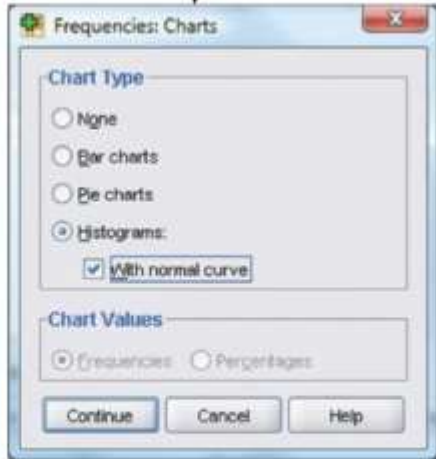 Frequencies: Charts
Chart Type
None
Bar charts
Pie charts
Histograms:
With normal curve
Chart Values
Frequencies Percentages
Continue Cancel Help